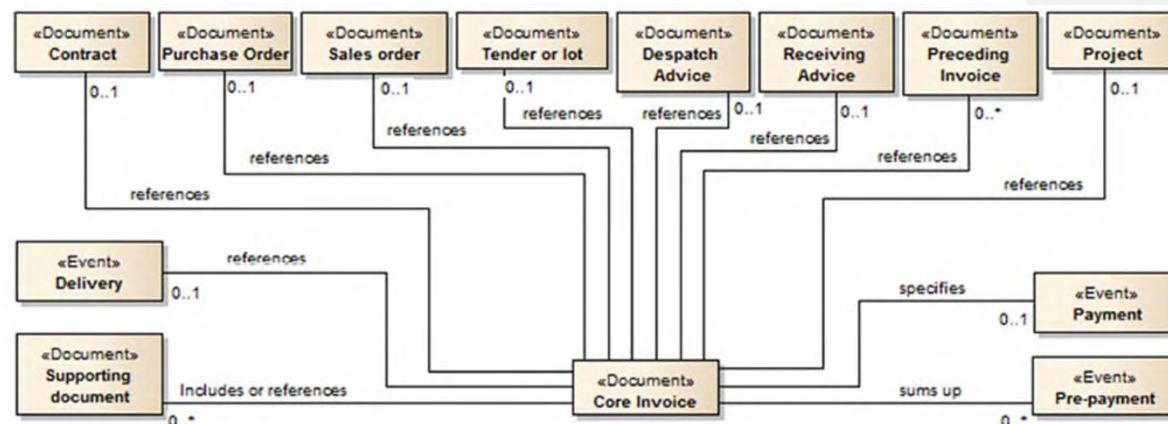 «Document»
Contract
0..1
«Document»
Purchase Order
0..1
«Document»
Sales order
0..1
«Document»
Tender or lot
0..1
«Document»
Despatch
Advice
0..1
«Document»
Receiving
Advice
0..1
«Document»
Preceding
Invoice
0..*
«Document»
Project
0..1
references
references
references
references
references
references
references
references
«Event»
Delivery
0..1
references
specifies
«Event»
Payment
0..1
«Document»
Supporting
document
0..*
Includes or references
«Document»
Core Invoice
sums up
«Event»
Pre-payment
0..*